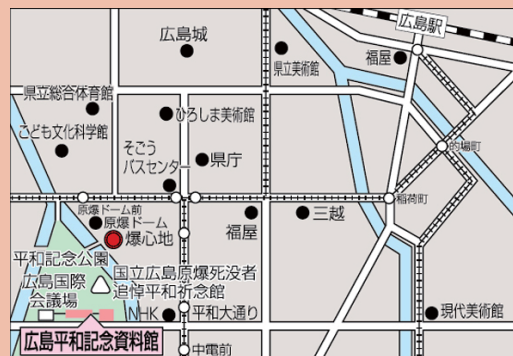 広島駅
広島城
県立美術館
福屋
県立総合体育館
ひろしま美術館
こども文化科学館
そごう
バスセンター
県庁
的場町
稲荷町
原爆ドーム前
原爆ドーム
爆心地
福屋
三越
平和記念公園
広島国際
会議場
国立広島原爆死没者
追悼平和祈念館
NHK
平和大通り
現代美術館
広島平和記念資料館
中電前